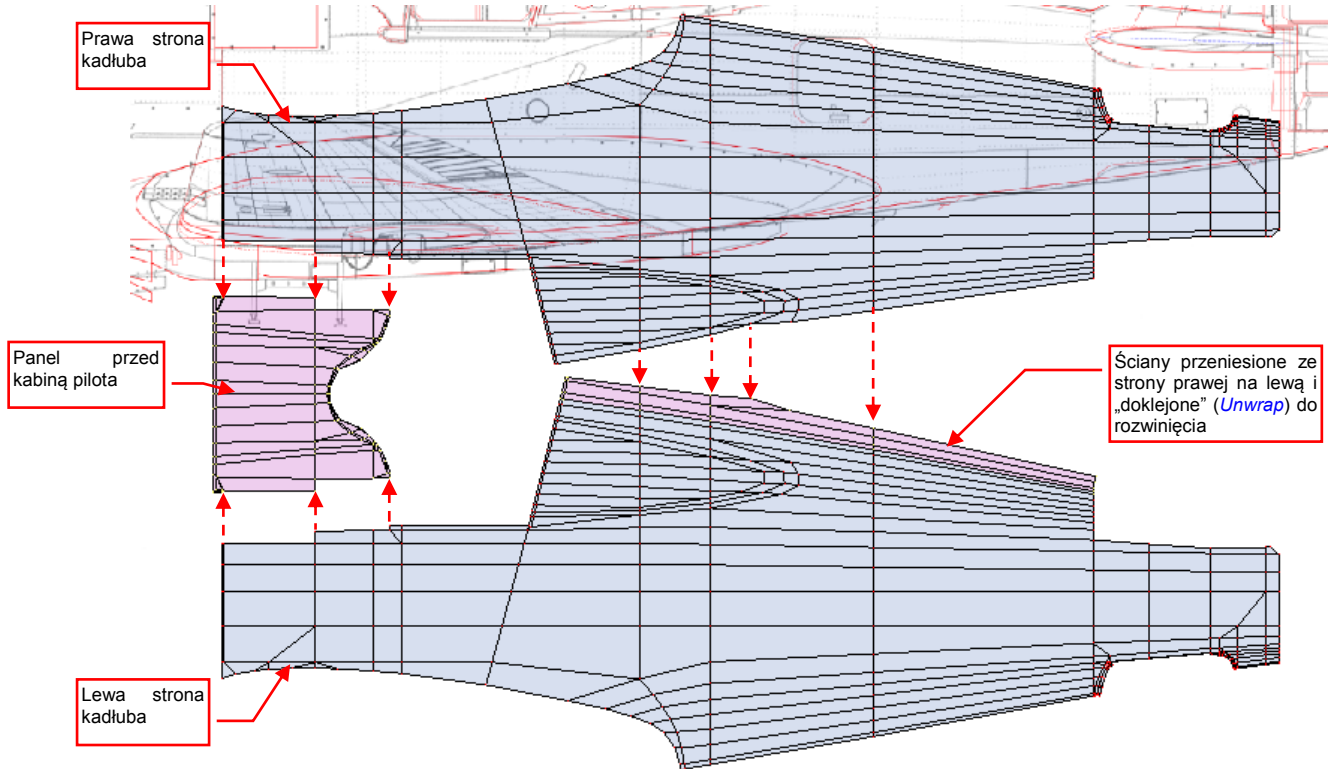 Prawa strona
kadłuba
Panel przed
kabiną pilota
Ściany przeniesione ze
strony prawej na lewą i
„doklejone” (Unwrap) do
rozwinięcia
Lewa strona
kadłuba